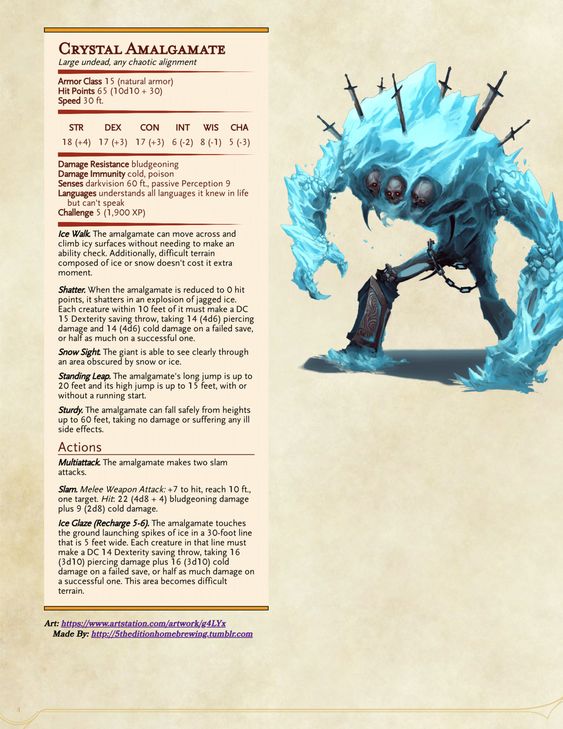 CRYSTAL AMALGAMATE
Large undead, any chaotic alignment
Armor Class 15 (natural armor)
Hit Points 65 (10d10 + 30)
Speed 30 ft.
STR DEX CON INT WIS CHA
18 (+4) 17 (+3) 17 (+3) 6 (-2) 8 (-1) 5 (-3)
Damage Resistance bludgeoning
Damage Immunity cold, poison
Senses darkvision 60 ft., passive Perception 9
Languages understands all languages it knew in life
but can't speak
Challenge 5 (1,900 XP)
Ice Walk. The amalgamate can move across and
climb icy surfaces without needing to make an
ability check. Additionally, difficult terrain
composed of ice or snow doesn't cost it extra
moment.
Shatter. When the amalgamate is reduced to 0 hit
points, it shatters in an explosion of jagged ice.
Each creature within 10 feet of it must make a DC
15 Dexterity saving throw, taking 14 (4d6) piercing
damage and 14 (4d6) cold damage on a failed save,
or half as much on a successful one.
Snow Sight. The giant is able to see clearly through
an area obscured by snow or ice.
Standing Leap. The amalgamate's long jump is up to
20 feet and its high jump is up to 15 feet, with or
without a running start.
Sturdy. The amalgamate can fall safely from heights
up to 60 feet, taking no damage or suffering any ill
side effects.
Actions
Multiattack. The amalgamate makes two slam
attacks.
Slam. Melee Weapon Attack: +7 to hit, reach 10 ft.,
one target. Hit: 22 (4d8 + 4) bludgeoning damage
plus 9 (2d8) cold damage.
Ice Glaze (Recharge 5-6). The amalgamate touches
the ground launching spikes of ice in a 30-foot line
that is 5 feet wide. Each creature in that line must
make a DC 14 Dexterity saving throw, taking 16
(3d10) piercing damage plus 16 (3d10) cold
damage on a failed save, or half as much damage on
a successful one. This area becomes difficult
terrain.
Art: https://www.artstation.com/artwork/g4LYx
Made By: http://5theditionhomebrewing.tumblr.com